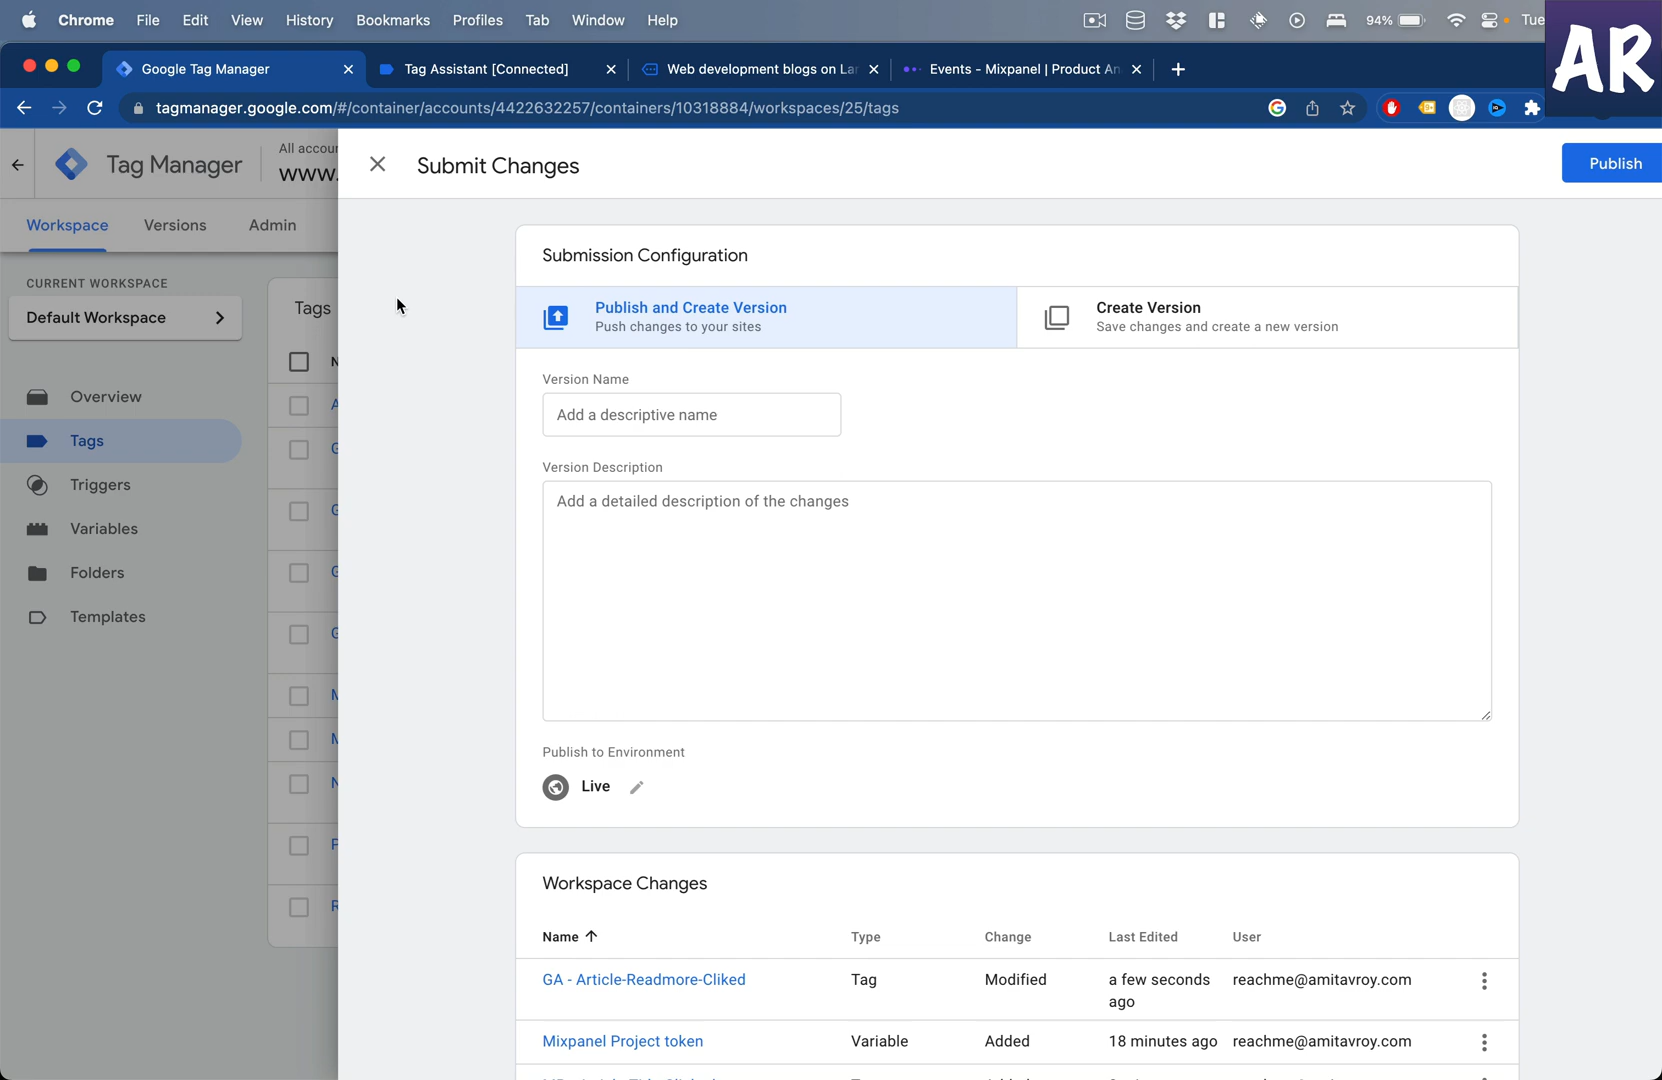 Chrome File Edit View History Bookmarks Profiles Tab Window Help 94% Tue
AR
Google Tag Manager
Tag Assistant [Connected]
Web development blogs on Lar
Events - Mixpanel | Product An
tagmanager.google.com/#/container/accounts/4422632257/containers/10318884/workspaces/25/tags
Tag Manager
All accou
www.
Submit Changes
Publish
Workspace Versions Admin
CURRENT WORKSPACE
Default Workspace
Overview
Tags
Triggers
Variables
Folders
Templates
Tags
Submission Configuration
Publish and Create Version
Push changes to your sites
Create Version
Save changes and create a new version
Version Name
Add a descriptive name
Version Description
Add a detailed description of the changes
Publish to Environment
Live
Workspace Changes
Name Type Change Last Edited User
GA - Article-Readmore-Cliked Tag Modified a few seconds ago reachme@amitavroy.com
Mixpanel Project token Variable Added 18 minutes ago reachme@amitavroy.com